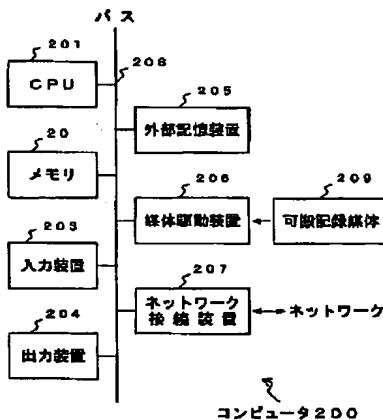 バス
201
208
CPU
205
外部記憶装置
20
メモリ
206
209
媒体駆動装置
可搬記録媒体
203
入力装置
207
ネットワーク
接続装置
ネットワーク
204
出力装置
コンピュータ200